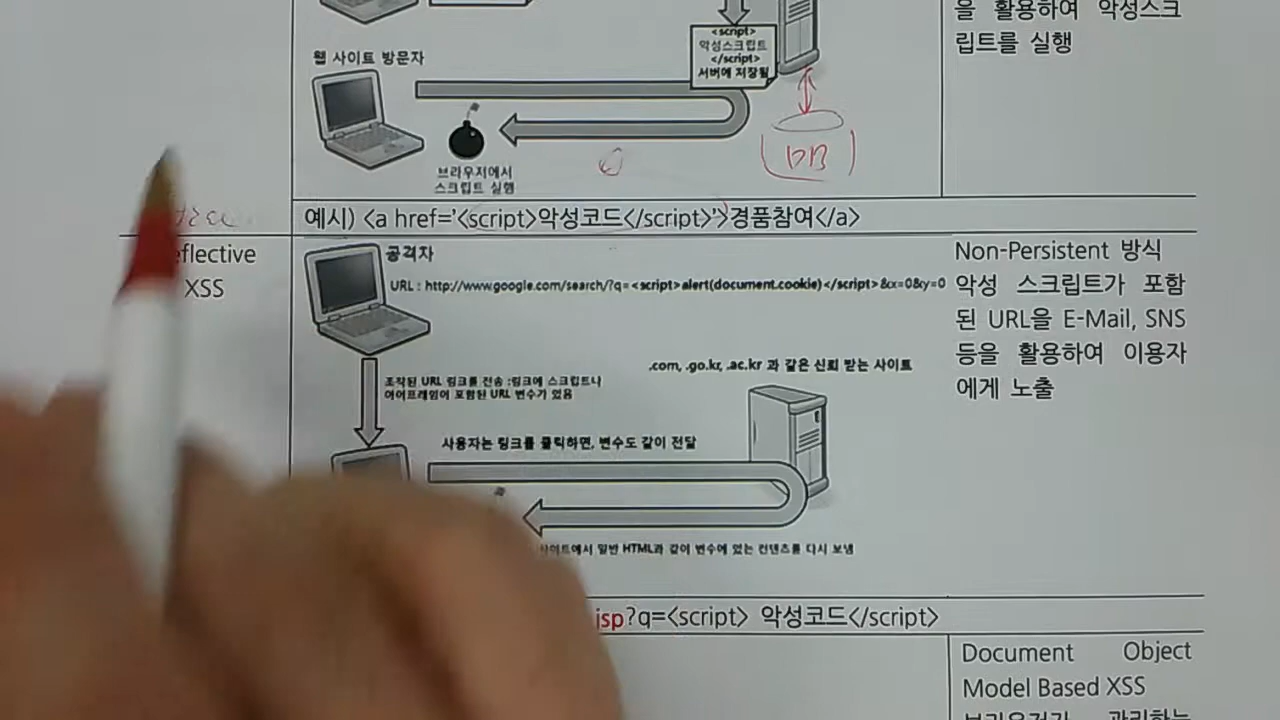 을 활용하여 악성스크
립트를 실행
<script>
악성스크립트
</script>
서버에 저장될
웹 사이트 방문자
브라우저에서
스크립트 실행
DB
예시) <a href='<script>악성코드</script>'>경품참여</a>
eflective
XSS
공격자
URL : http://www.google.com/search/?q=<script>alert(document.cookie)</script>&x=0&y=0
.com, .go.kr, .ac.kr 과 같은 신뢰 받는 사이트
조작된 URL 링크를 전송 :링크에 스크립트나
아이프레임이 포함된 URL 변수가 있음
사용자는 링크를 클릭하면, 변수도 같이 전달
사이트에서 일반 HTML과 같이 변수에 있는 컨텐츠를 다시 보냄
Non-Persistent 방식
악성 스크립트가 포함
된 URL을 E-Mail, SNS
등을 활용하여 이용자
에게 노출
jsp?q=<script> 악성코드</script>
Document Object
Model Based XSS
브라우저가 관리하는